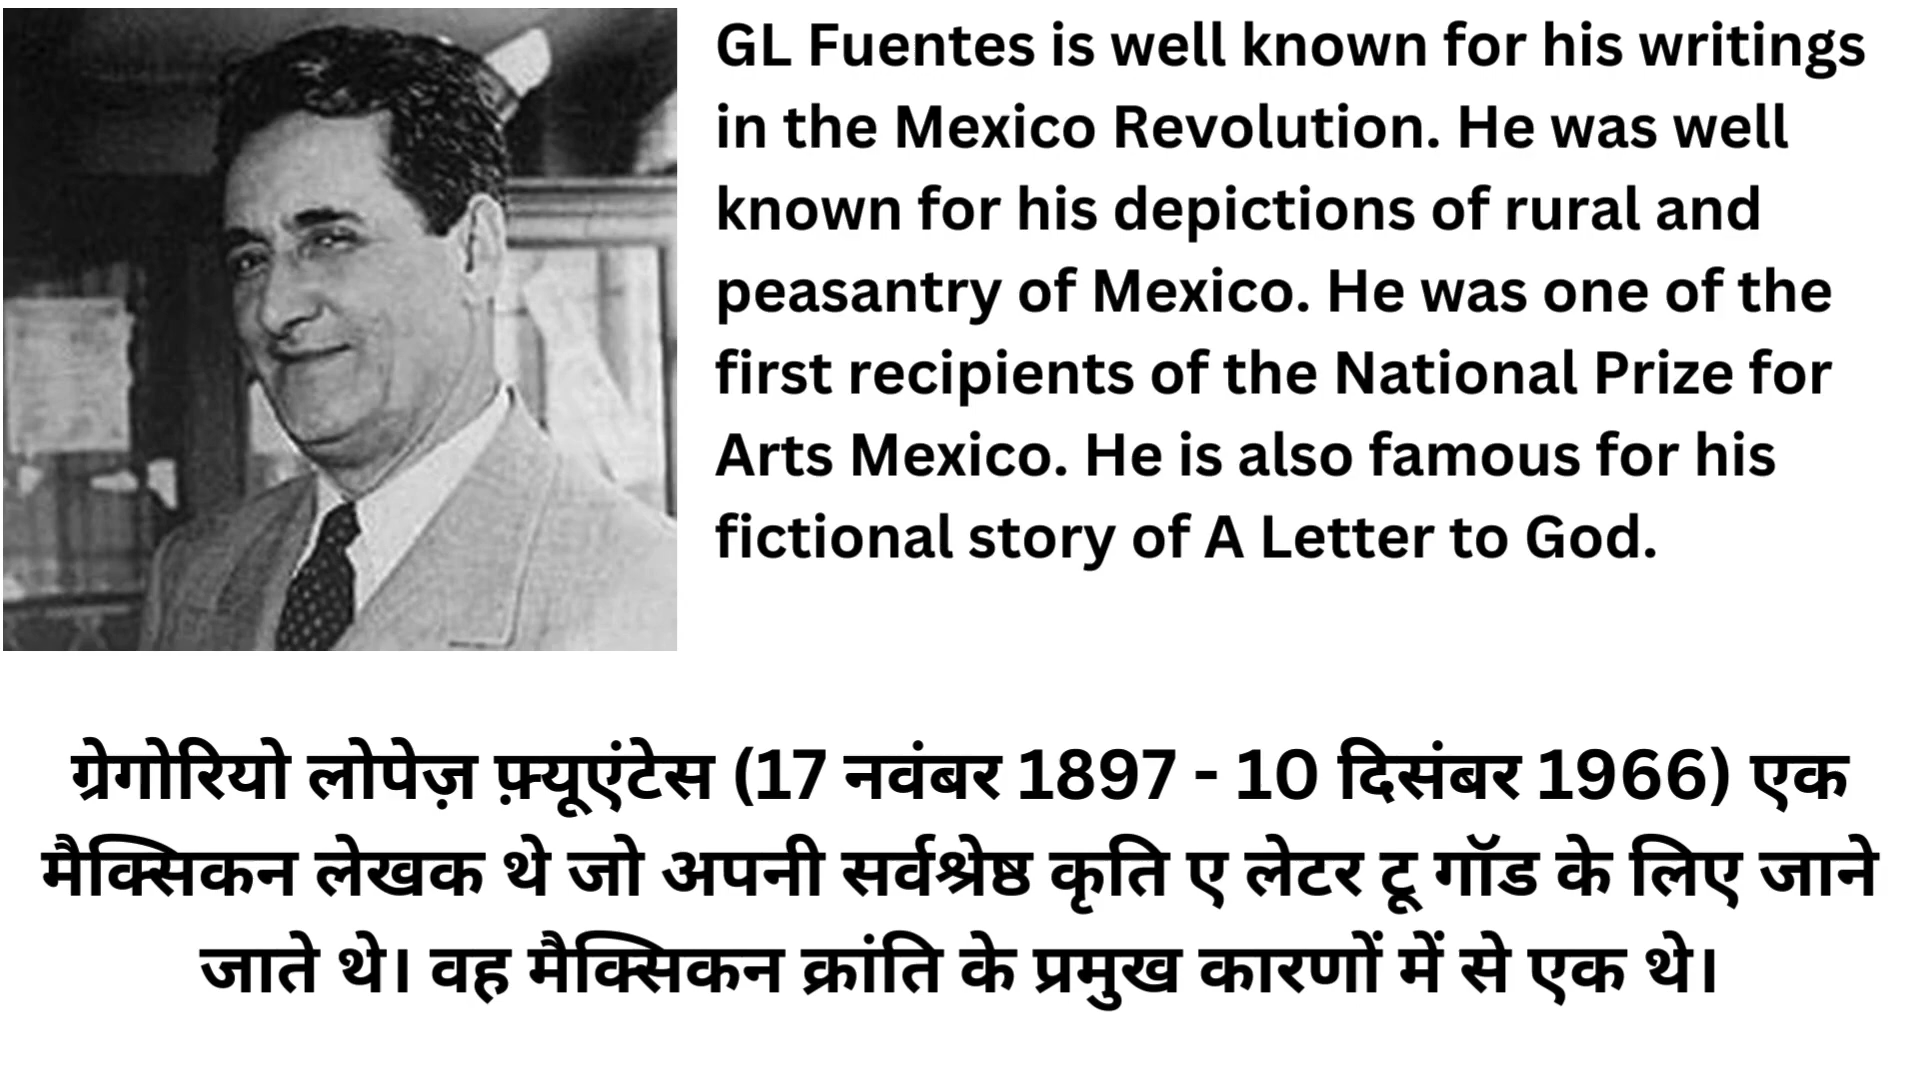 GL Fuentes is well known for his writings
in the Mexico Revolution. He was well
known for his depictions of rural and
peasantry of Mexico. He was one of the
first recipients of the National Prize for
Arts Mexico. He is also famous for his
fictional story of A Letter to God.
ग्रेगोरियो लोपेज़ फ़्यूएंटेस (17 नवंबर 1897 - 10 दिसंबर 1966) एक
मैक्सिकन लेखक थे जो अपनी सर्वश्रेष्ठ कृति ए लेटर टू गॉड के लिए जाने
जाते थे। वह मैक्सिकन क्रांति के प्रमुख कारणों में से एक थे।